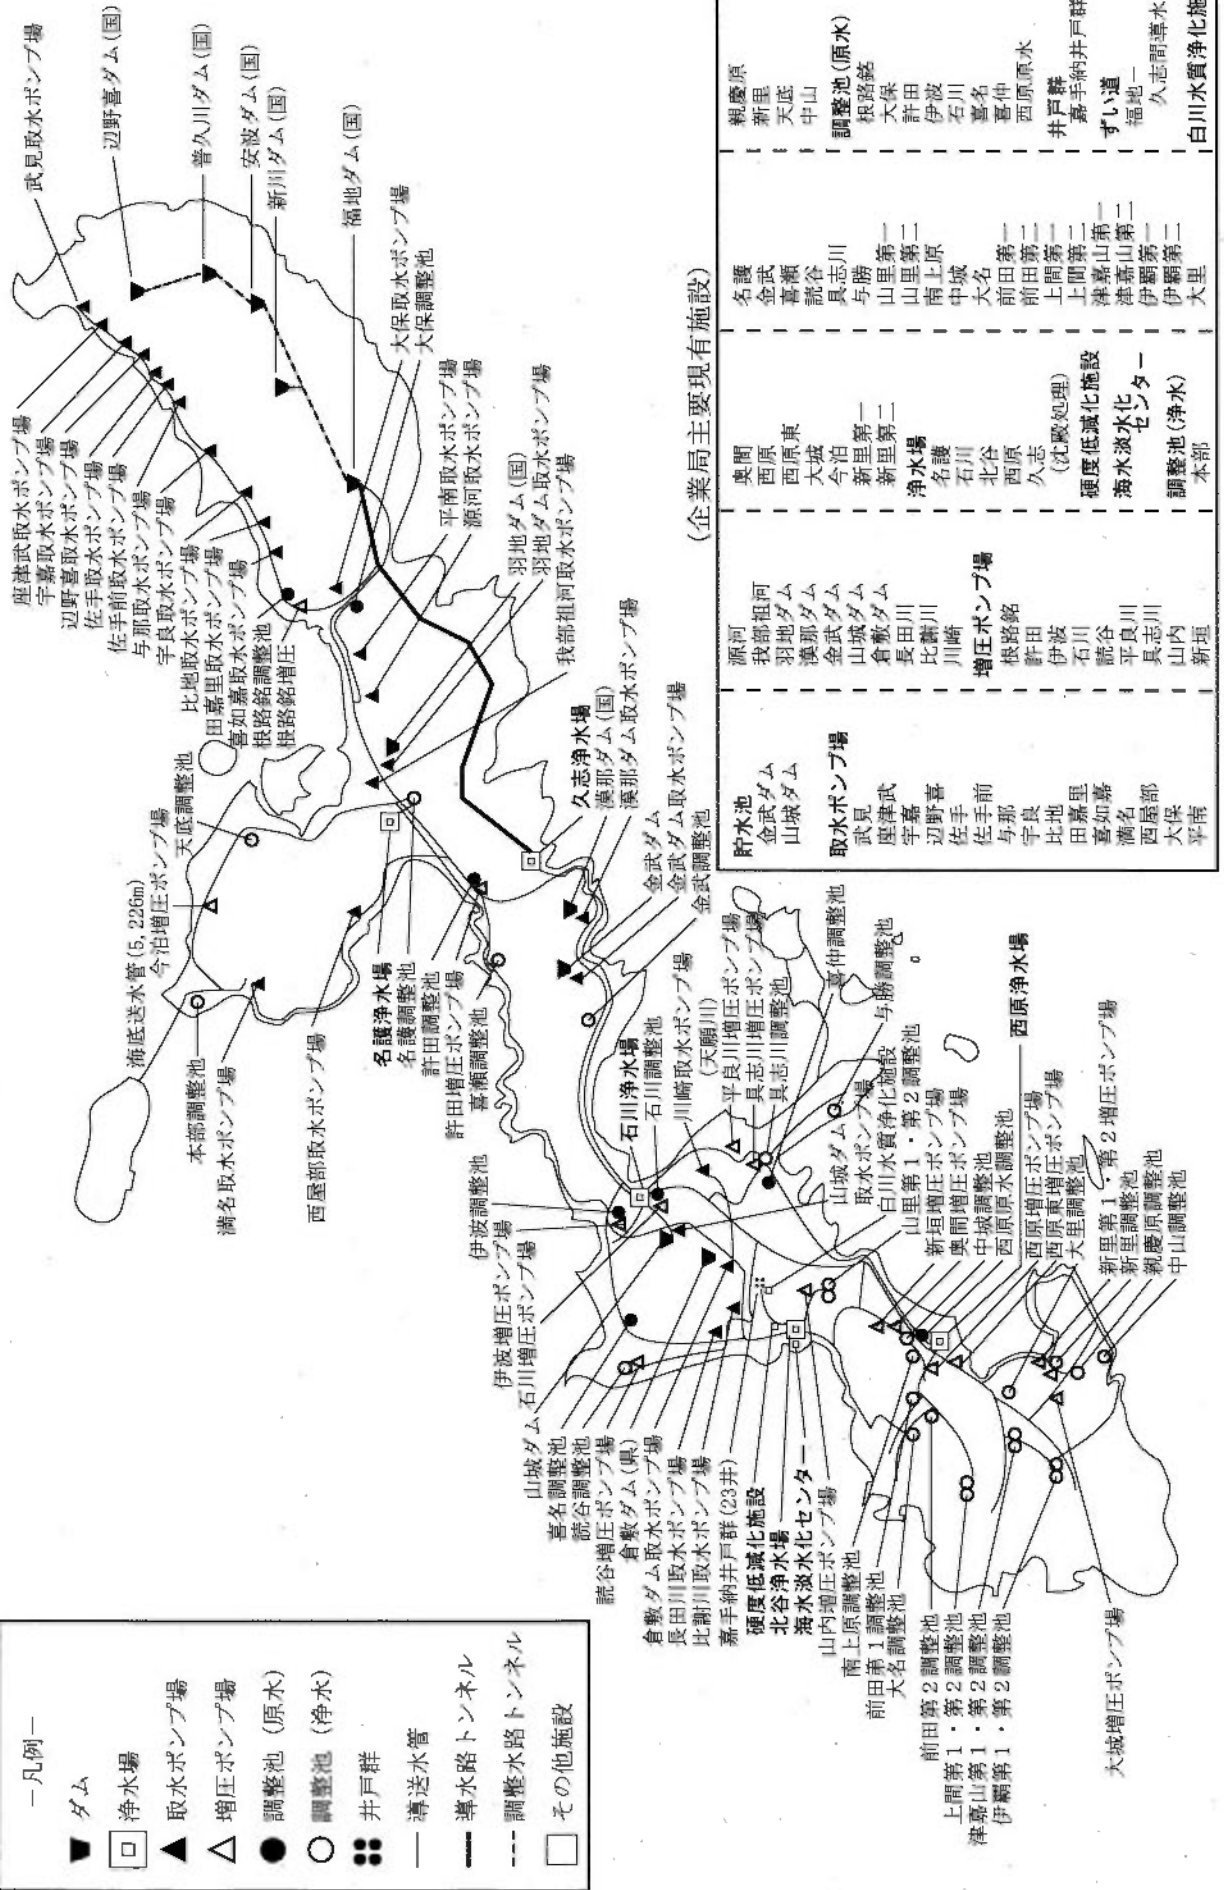 －凡例－
ダム
浄水場
取水ポンプ場
増圧ポンプ場
調整池（原水）
調整池（浄水）
井戸群
導送水管
導水路トンネル
調整水路トンネル
その他施設
武見取水ポンプ場
辺野喜ダム(国)
普久川ダム(国)
安波ダム(国)
新川ダム(国)
福地ダム(国)
大保取水ポンプ場
大保調整池
平南取水ポンプ場
源河取水ポンプ場
羽地ダム(国)
羽地ダム取水ポンプ場
我部祖河取水ポンプ場
座津武取水ポンプ場
宇嘉取水ポンプ場
辺野喜取水ポンプ場
佐手取水ポンプ場
佐手前取水ポンプ場
与那取水ポンプ場
宇良取水ポンプ場
比地取水ポンプ場
田嘉里取水ポンプ場
喜如嘉取水ポンプ場
根路銘調整池
根路銘増圧
天底調整池
今泊増圧ポンプ場
海底送水管(5,226m)
本部調整池
満名取水ポンプ場
西屋部取水ポンプ場
名護浄水場
名護調整池
許田調整池
許田増圧ポンプ場
喜瀬調整池
久志浄水場
漢那ダム(国)
漢那ダム取水ポンプ場
金武ダム
金武ダム取水ポンプ場
金武調整池
石川浄水場
石川調整池
川崎取水ポンプ場
(天願川)
平良川増圧ポンプ場
具志川増圧ポンプ場
具志川調整池
喜仲調整池
与勝調整池
伊波調整池
伊波増圧ポンプ場
石川増圧ポンプ場
山城ダム
喜名調整池
読谷調整池
読谷増圧ポンプ場
倉敷ダム(県)
倉敷ダム取水ポンプ場
長田川取水ポンプ場
比謝川取水ポンプ場
嘉手納井戸群(23井)
硬度低減化施設
北谷浄水場
海水淡水化センター
山内増圧ポンプ場
南上原調整池
前田第1調整池
大名調整池
前田第2調整池
上間第1・第2調整池
津嘉山第1・第2調整池
伊覇第1・第2調整池
大城増圧ポンプ場
山城ダム
取水ポンプ場
白川水質浄化施設
山里第1・第2調整池
新垣増圧ポンプ場
奥間増圧ポンプ場
中城調整池
西原原水調整池
西原浄水場
西原増圧ポンプ場
西原東増圧ポンプ場
大里調整池
新里第1・第2増圧ポンプ場
新里調整池
親慶原調整池
中山調整池
(企業局主要現有施設)
貯水池
金武ダム
山城ダム
取水ポンプ場
武見
座津武
宇嘉
辺野喜
佐手
佐手前
与那
宇良
比地
田嘉里
喜如嘉
満名
西屋部
大保
平南
源河
我部祖河
羽地ダム
漢那ダム
金武ダム
山城ダム
倉敷ダム
長田川
比謝川
川崎
増圧ポンプ場
根路銘
許田
伊波
石川
読谷
平良川
具志川
山内
新垣
奥間
西原
西原東
大城
今泊
新里第一
新里第二
浄水場
名護
石川
北谷
西原
久志
(沈殿処理)
硬度低減化施設
海水淡水化
センター
調整池(浄水)
本部
名護
金武
喜瀬
読谷
具志川
与勝
山里第一
山里第二
南上原
中城
大名
前田第一
前田第二
上間第一
上間第二
津嘉山第一
津嘉山第二
伊覇第一
伊覇第二
大里
親慶原
新里
天底
中山
調整池(原水)
根路銘
大保
許田
伊波
石川
喜名
喜仲
西原原水
井戸群
嘉手納井戸群
ずい道
福地－
久志間導水
白川水質浄化施